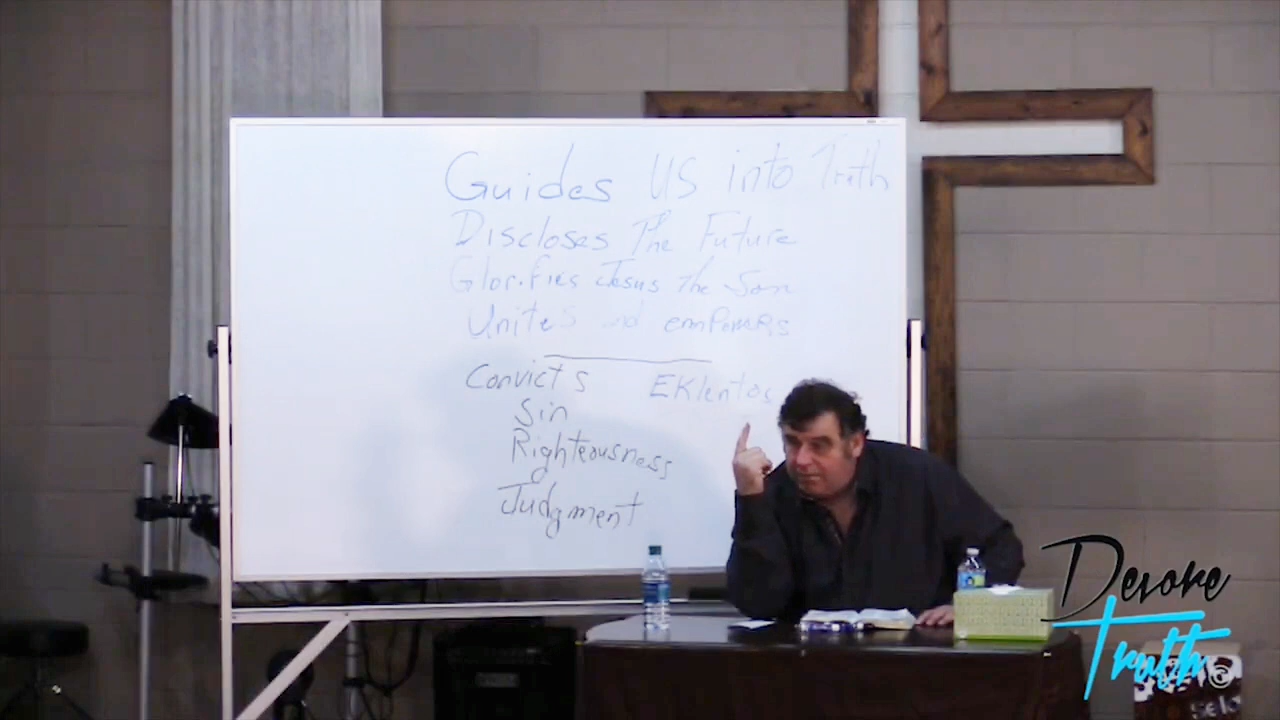 Guides US into Truth
Discloses The Future
Glorifies Jesus the Son
Unites and emPowers
Convicts EKlentos
Sin
Righteousness
Judgment
Desire
Truth
©